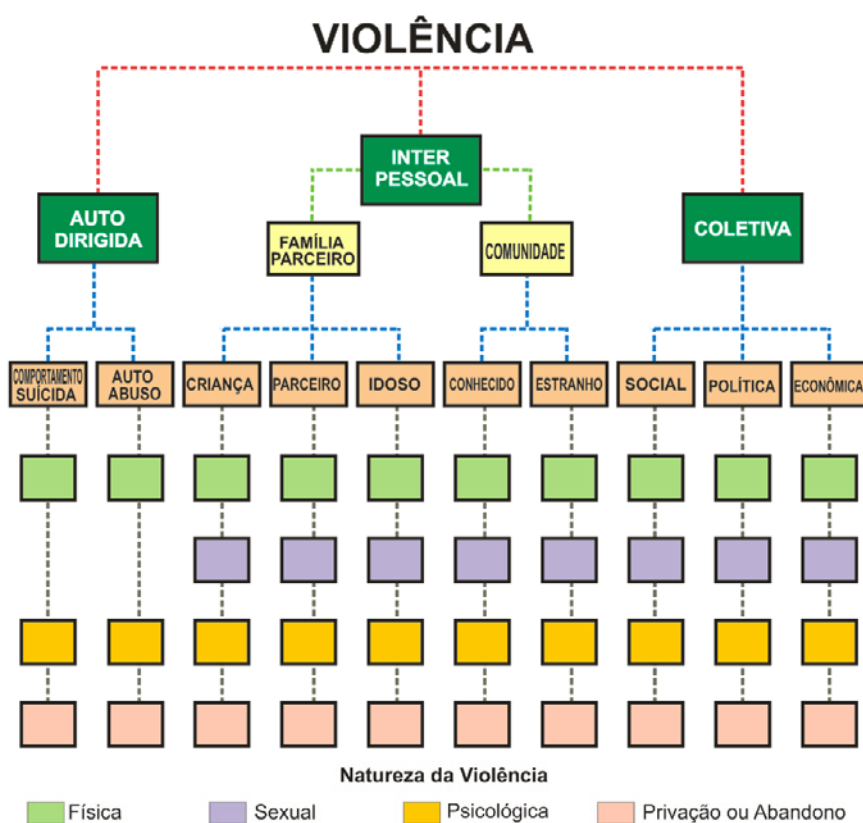 VIOLÊNCIA
INTER
PESSOAL
AUTO
DIRIGIDA
FAMÍLIA
PARCEIRO
COMUNIDADE
COLETIVA
COMPORTAMENTO
SUÍCIDA
AUTO
ABUSO
CRIANÇA
PARCEIRO
IDOSO
CONHECIDO
ESTRANHO
SOCIAL
POLÍTICA
ECONÔMICA
Natureza da Violência
Física
Sexual
Psicológica
Privação ou Abandono